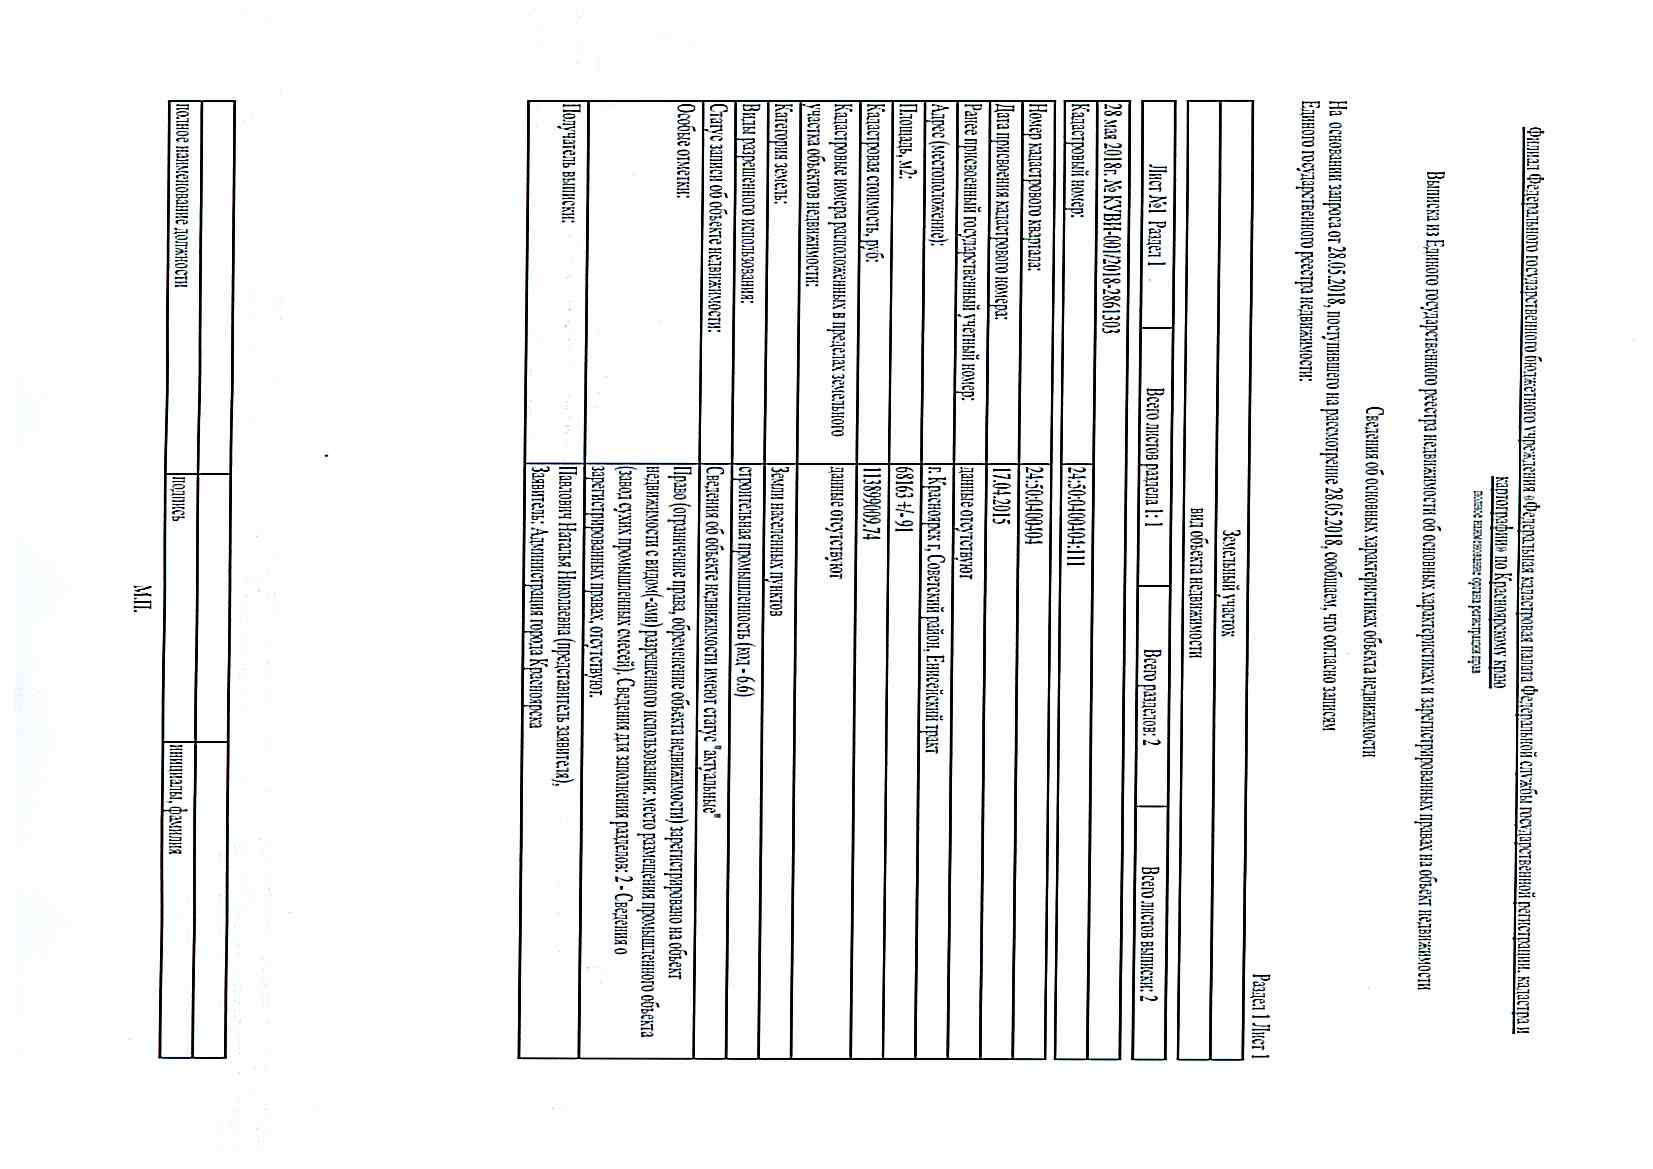 Филиал Федерального государственного бюджетного учреждения «Федеральная кадастровая палата Федеральной службы государственной регистрации, кадастра и
картографии» по Красноярскому краю
полное наименование органа регистрации прав
Выписка из Единого государственного реестра недвижимости об основных характеристиках и зарегистрированных правах на объект недвижимости
Сведения об основных характеристиках объекта недвижимости
На основании запроса от 28.05.2018, поступившего на рассмотрение 28.05.2018, сообщаем, что согласно записям
Единого государственного реестра недвижимости:
Раздел 1 Лист 1
Земельный участок
вид объекта недвижимости
Лист №1 Раздел 1 Всего листов раздела 1: 1 Всего разделов: 2 Всего листов выписки: 2
28 мая 2018г. № КУВИ-001/2018-2861303
Кадастровый номер: 24:50:0400404:111
Номер кадастрового квартала: 24:50:0400404
Дата присвоения кадастрового номера: 17.04.2015
Ранее присвоенный государственный учетный номер: данные отсутствуют
Адрес (местоположение): г. Красноярск г, Советский район, Енисейский тракт
Площадь, м2: 68163 +/- 91
Кадастровая стоимость, руб: 113899009.74
Кадастровые номера расположенных в пределах земельного данные отсутствуют
участка объектов недвижимости:
Категория земель: Земли населенных пунктов
Виды разрешенного использования: строительная промышленность (код - 6.6)
Статус записи об объекте недвижимости: Сведения об объекте недвижимости имеют статус "актуальные"
Особые отметки: Право (ограничение права, обременение объекта недвижимости) зарегистрировано на объект
недвижимости с видом(-ами) разрешенного использования: место размещения промышленного объекта
(завод сухих промышленных смесей). Сведения для заполнения разделов: 2 - Сведения о
зарегистрированных правах; отсутствуют.
Получатель выписки: Павлович Наталья Николаевна (представитель заявителя),
Заявитель: Администрация города Красноярска
полное наименование должности подпись инициалы, фамилия
М.П.